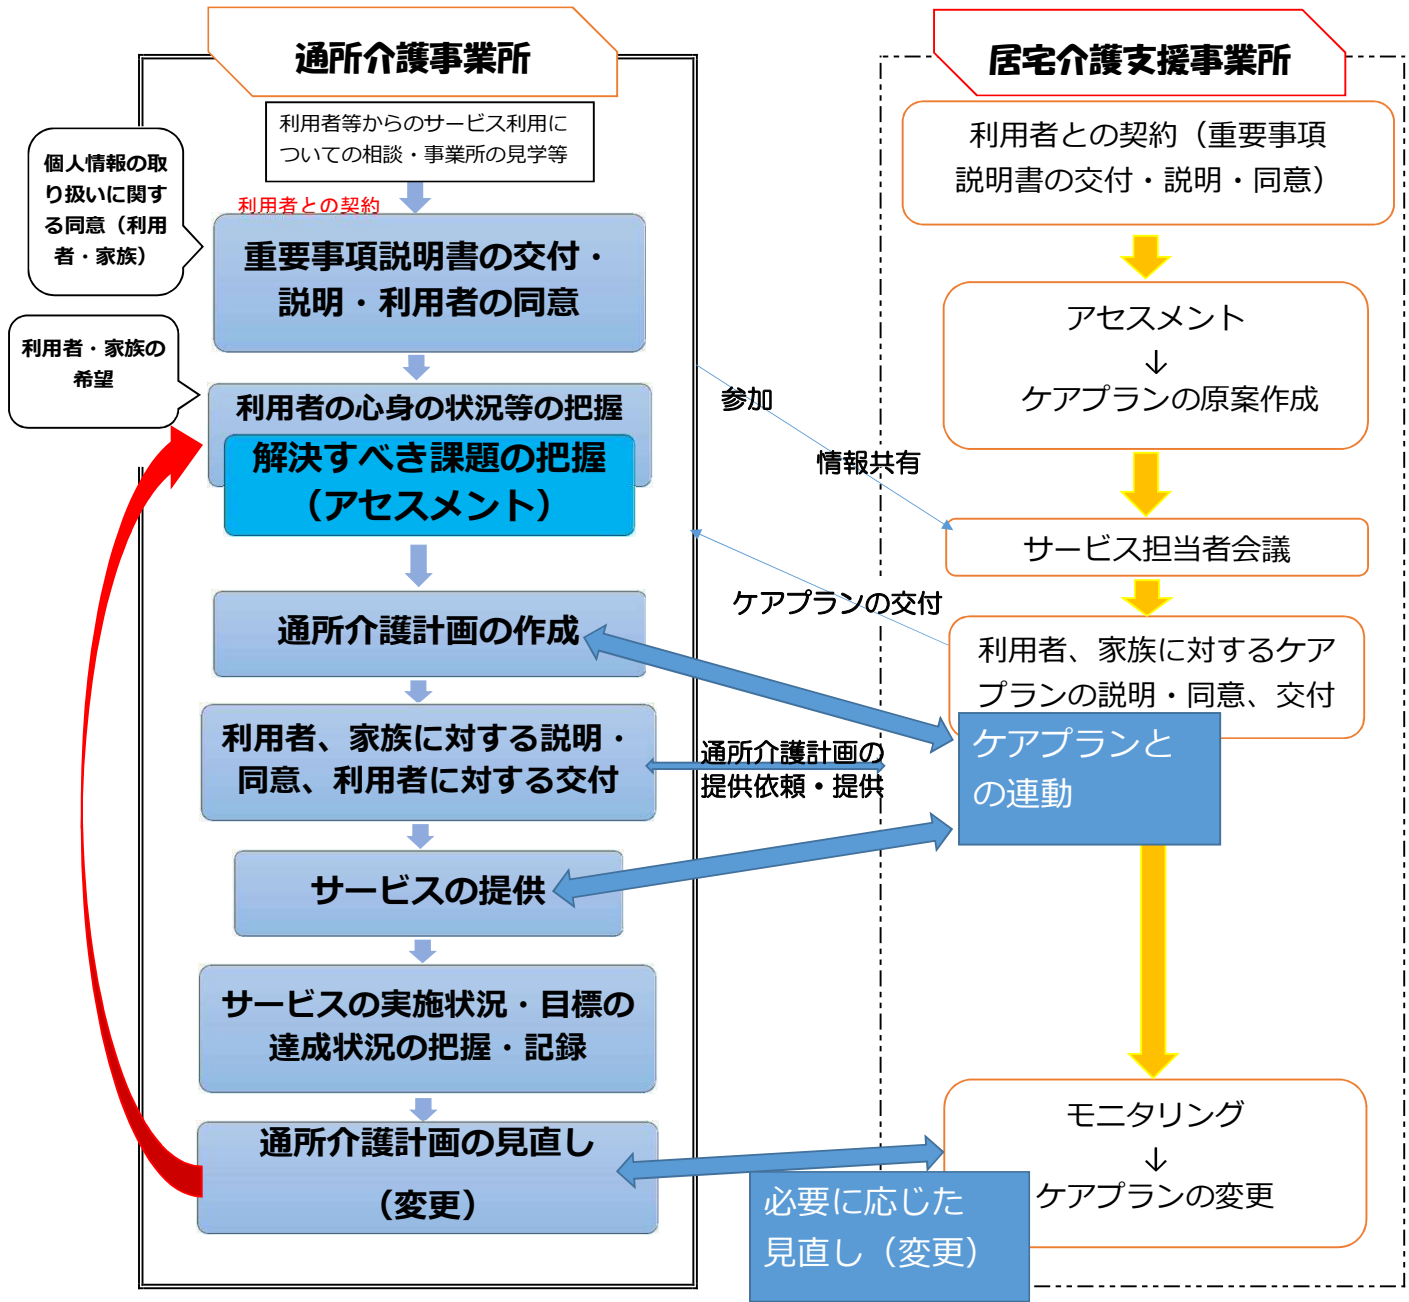 通所介護事業所
利用者等からのサービス利用に
ついての相談・事業所の見学等
個人情報の取
り扱いに関す
る同意（利用
者・家族）
利用者との契約
重要事項説明書の交付・
説明・利用者の同意
利用者・家族の
希望
利用者の心身の状況等の把握
解決すべき課題の把握
（アセスメント）
通所介護計画の作成
利用者、家族に対する説明・
同意、利用者に対する交付
サービスの提供
サービスの実施状況・目標の
達成状況の把握・記録
通所介護計画の見直し
（変更）
参加
情報共有
ケアプランの交付
通所介護計画の
提供依頼・提供
居宅介護支援事業所
利用者との契約（重要事項
説明書の交付・説明・同意）
アセスメント
↓
ケアプランの原案作成
サービス担当者会議
利用者、家族に対するケア
プランの説明・同意、交付
ケアプランと
の連動
モニタリング
↓
ケアプランの変更
必要に応じた
見直し（変更）